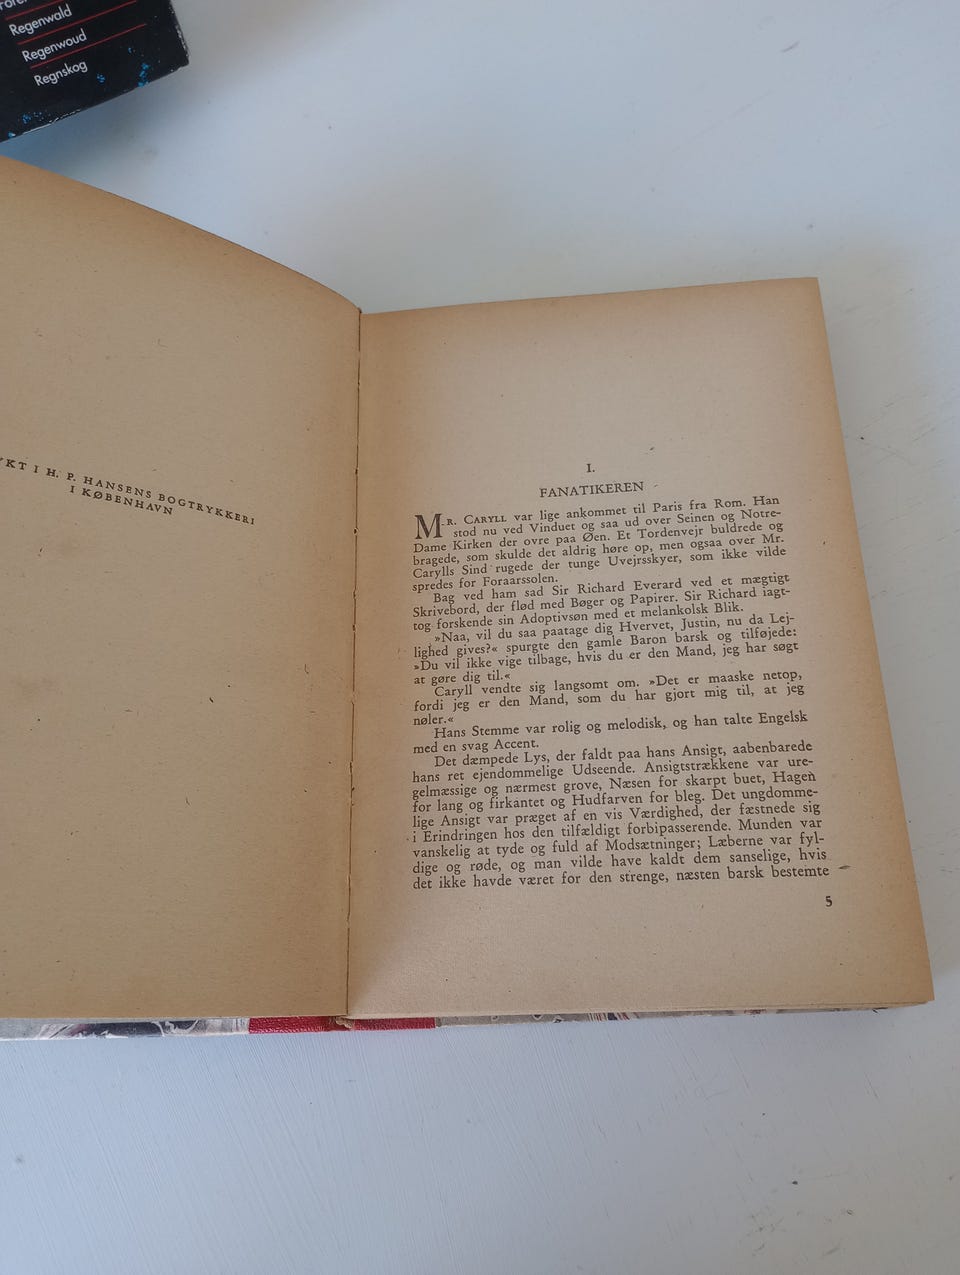 Regenwald
Regenwoud
Regnskog
I H. P. HANSENS BOGTRYKKERI
I KØBENHAVN
I.
FANATIKEREN
MR. CARYLL var lige ankommet til Paris fra Rom. Han
stod nu ved Vinduet og saa ud over Seinen og Notre-
Dame Kirken der ovre paa Øen. Et Tordenvejr buldrede og
bragede, som skulde det aldrig høre op, men ogsaa over Mr.
Carylls Sind rugede der tunge Uvejrsskyer, som ikke vilde
spredes for Foraarssolen.
Bag ved ham sad Sir Richard Everard ved et mægtigt
Skrivebord, der flød med Bøger og Papirer. Sir Richard iagt-
tog forskende sin Adoptivsøn med et melankolsk Blik.
»Naa, vil du saa paatage dig Hvervet, Justin, nu da Lej-
lighed gives?« spurgte den gamle Baron barsk og tilføjede:
»Du vil ikke vige tilbage, hvis du er den Mand, jeg har søgt
at gøre dig til.«
Caryll vendte sig langsomt om. »Det er maaske netop,
fordi jeg er den Mand, som du har gjort mig til, at jeg
nøler.«
Hans Stemme var rolig og melodisk, og han talte Engelsk
med en svag Accent.
Det dæmpede Lys, der faldt paa hans Ansigt, aabenbarede
hans ret ejendommelige Udseende. Ansigtstrækkene var ure-
gelmæssige og nærmest grove, Næsen for skarpt buet, Hagen
for lang og firkantet og Hudfarven for bleg. Det ungdomme-
lige Ansigt var præget af en vis Værdighed, der fæstnede sig
i Erindringen hos den tilfældigt forbipasserende. Munden var
vanskelig at tyde og fuld af Modsætninger; Læberne var fyl-
dige og røde, og man vilde have kaldt dem sanselige, hvis
det ikke havde været for den strenge, næsten barsk bestemte
5